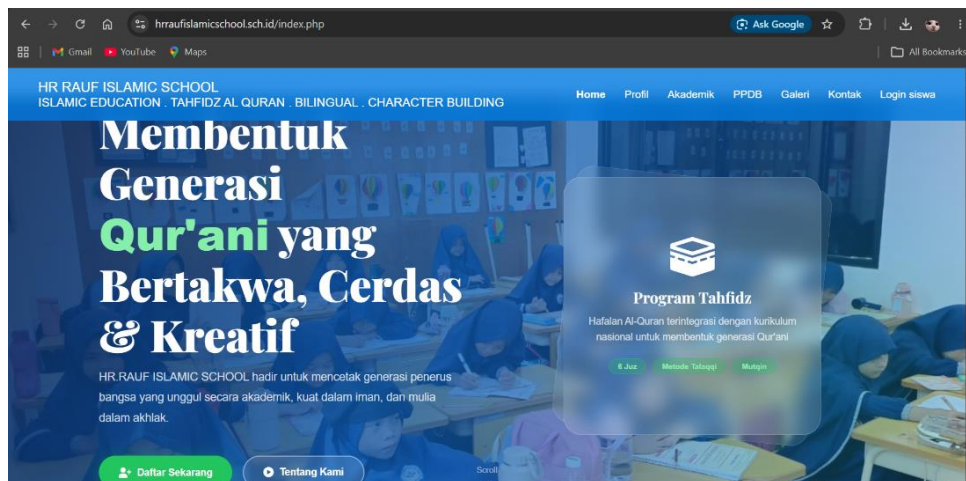 hrraufislamicschool.sch.id/index.php
Ask Google
Gmail
YouTube
Maps
All Bookmarks
HR RAUF ISLAMIC SCHOOL
ISLAMIC EDUCATION . TAHFIDZ AL QURAN . BILINGUAL . CHARACTER BUILDING
Home
Profil
Akademik
PPDB
Galeri
Kontak
Login siswa
Membentuk
Generasi
Qur'ani yang
Bertakwa, Cerdas
& Kreatif
HR.RAUF ISLAMIC SCHOOL hadir untuk mencetak generasi penerus
bangsa yang unggul secara akademik, kuat dalam iman, dan mulia
dalam akhlak.
Daftar Sekarang
Tentang Kami
Scroll
Program Tahfidz
Hafalan Al-Quran terintegrasi dengan kurikulum
nasional untuk membentuk generasi Qur'ani
6 Juz
Metode Talaqqi
Mutqin